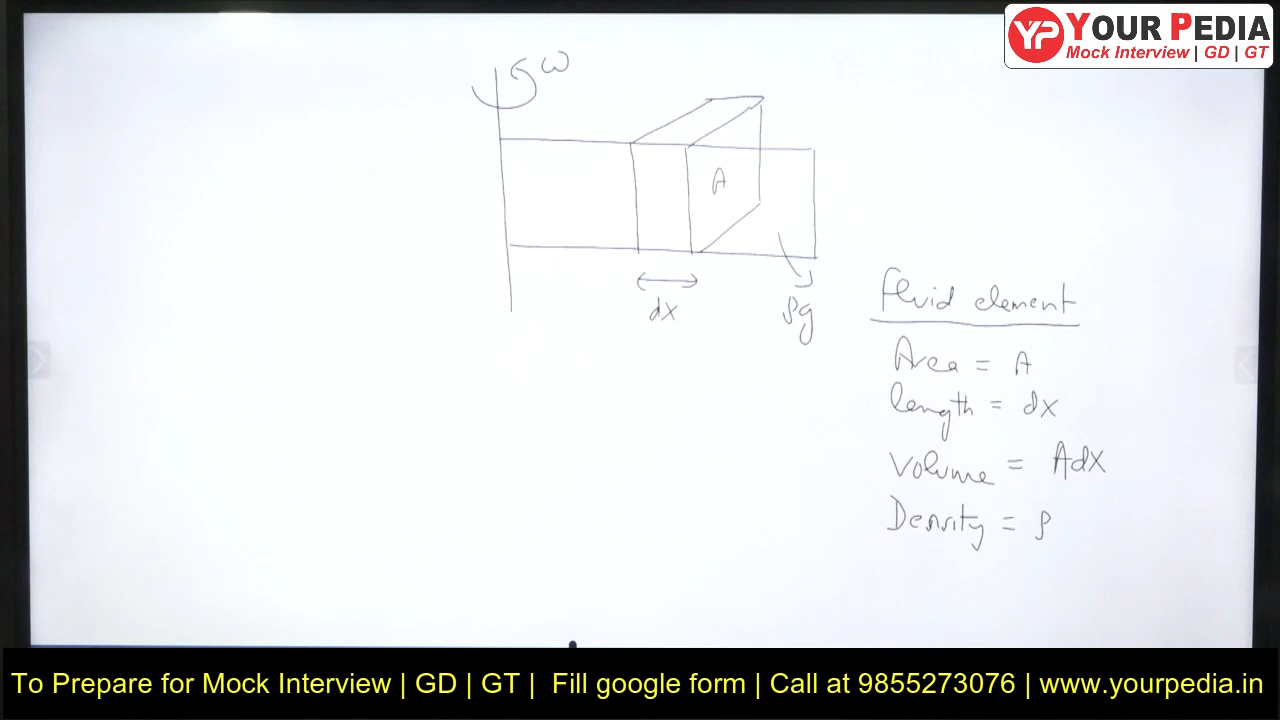 YP YOUR PEDIA
Mock Interview | GD | GT
ω
A
dx
ρg
fluid element
Area = A
length = dx
Volume = Adx
Density = ρ
To Prepare for Mock Interview | GD | GT | Fill google form | Call at 9855273076 | www.yourpedia.in